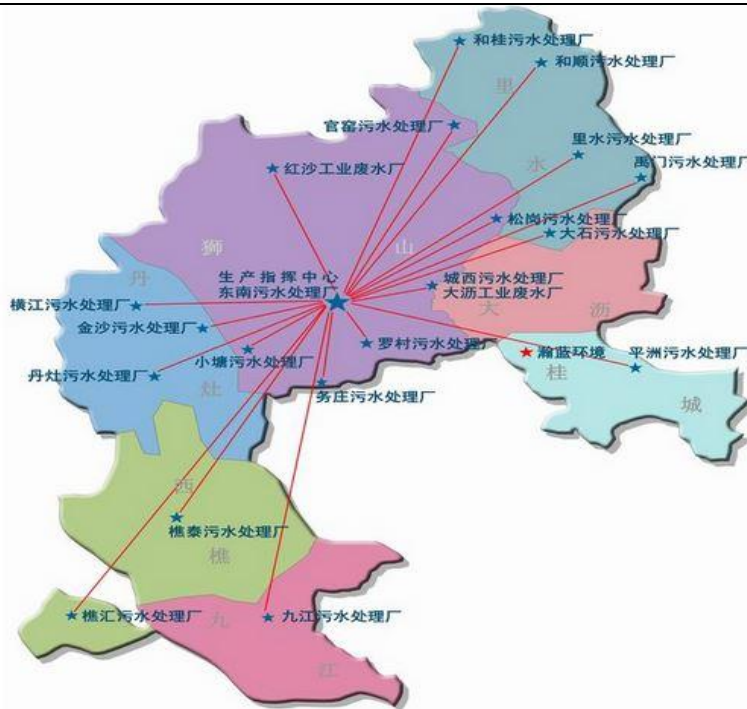 和桂污水处理厂
和顺污水处理厂
里
官窑污水处理厂
里水污水处理厂
水
禹门污水处理厂
红沙工业废水厂
松岗污水处理厂
大石污水处理厂
狮
山
丹
生产指挥中心
东南污水处理厂
城西污水处理厂
大沥工业废水厂
大
沥
横江污水处理厂
金沙污水处理厂
罗村污水处理厂
小塘污水处理厂
瀚蓝环境
平洲污水处理厂
桂
丹灶污水处理厂
灶
务庄污水处理厂
城
西
樵泰污水处理厂
樵
樵汇污水处理厂
九
九江污水处理厂
江